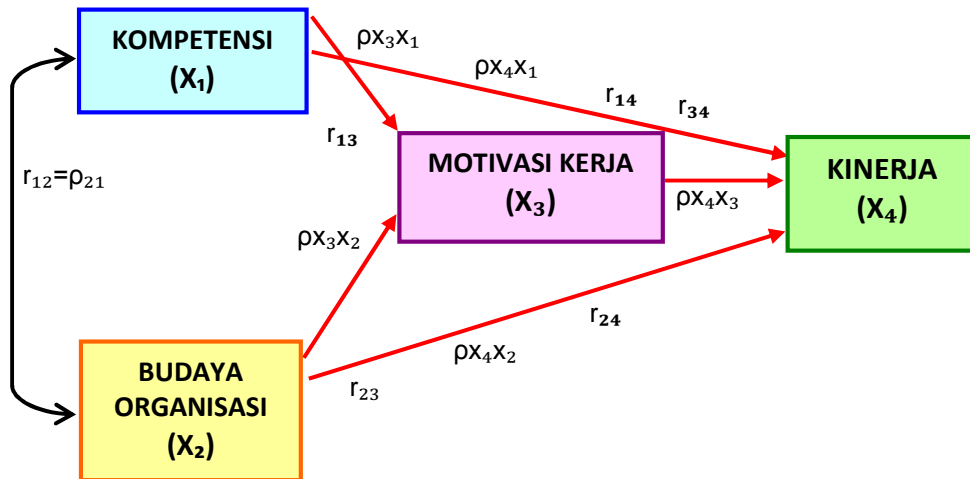 KOMPETENSI
(X₁)
ρx₃x₁
ρx₄x₁
r₁₄
r₃₄
r₁₃
MOTIVASI KERJA
(X₃)
KINERJA
(X₄)
r₁₂=ρ₂₁
ρx₄x₃
ρx₃x₂
r₂₄
ρx₄x₂
BUDAYA
ORGANISASI
(X₂)
r₂₃